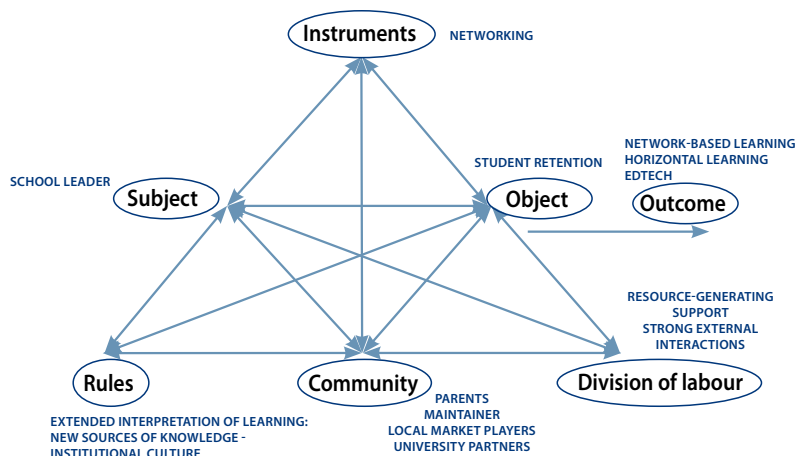 Instruments
NETWORKING
NETWORK-BASED LEARNING
HORIZONTAL LEARNING
EDTECH
STUDENT RETENTION
SCHOOL LEADER
Subject
Object
Outcome
RESOURCE-GENERATING
SUPPORT
STRONG EXTERNAL
INTERACTIONS
Rules
Community
Division of labour
EXTENDED INTERPRETATION OF LEARNING:
NEW SOURCES OF KNOWLEDGE -
INSTITUTIONAL CULTURE
PARENTS
MAINTAINER
LOCAL MARKET PLAYERS
UNIVERSITY PARTNERS